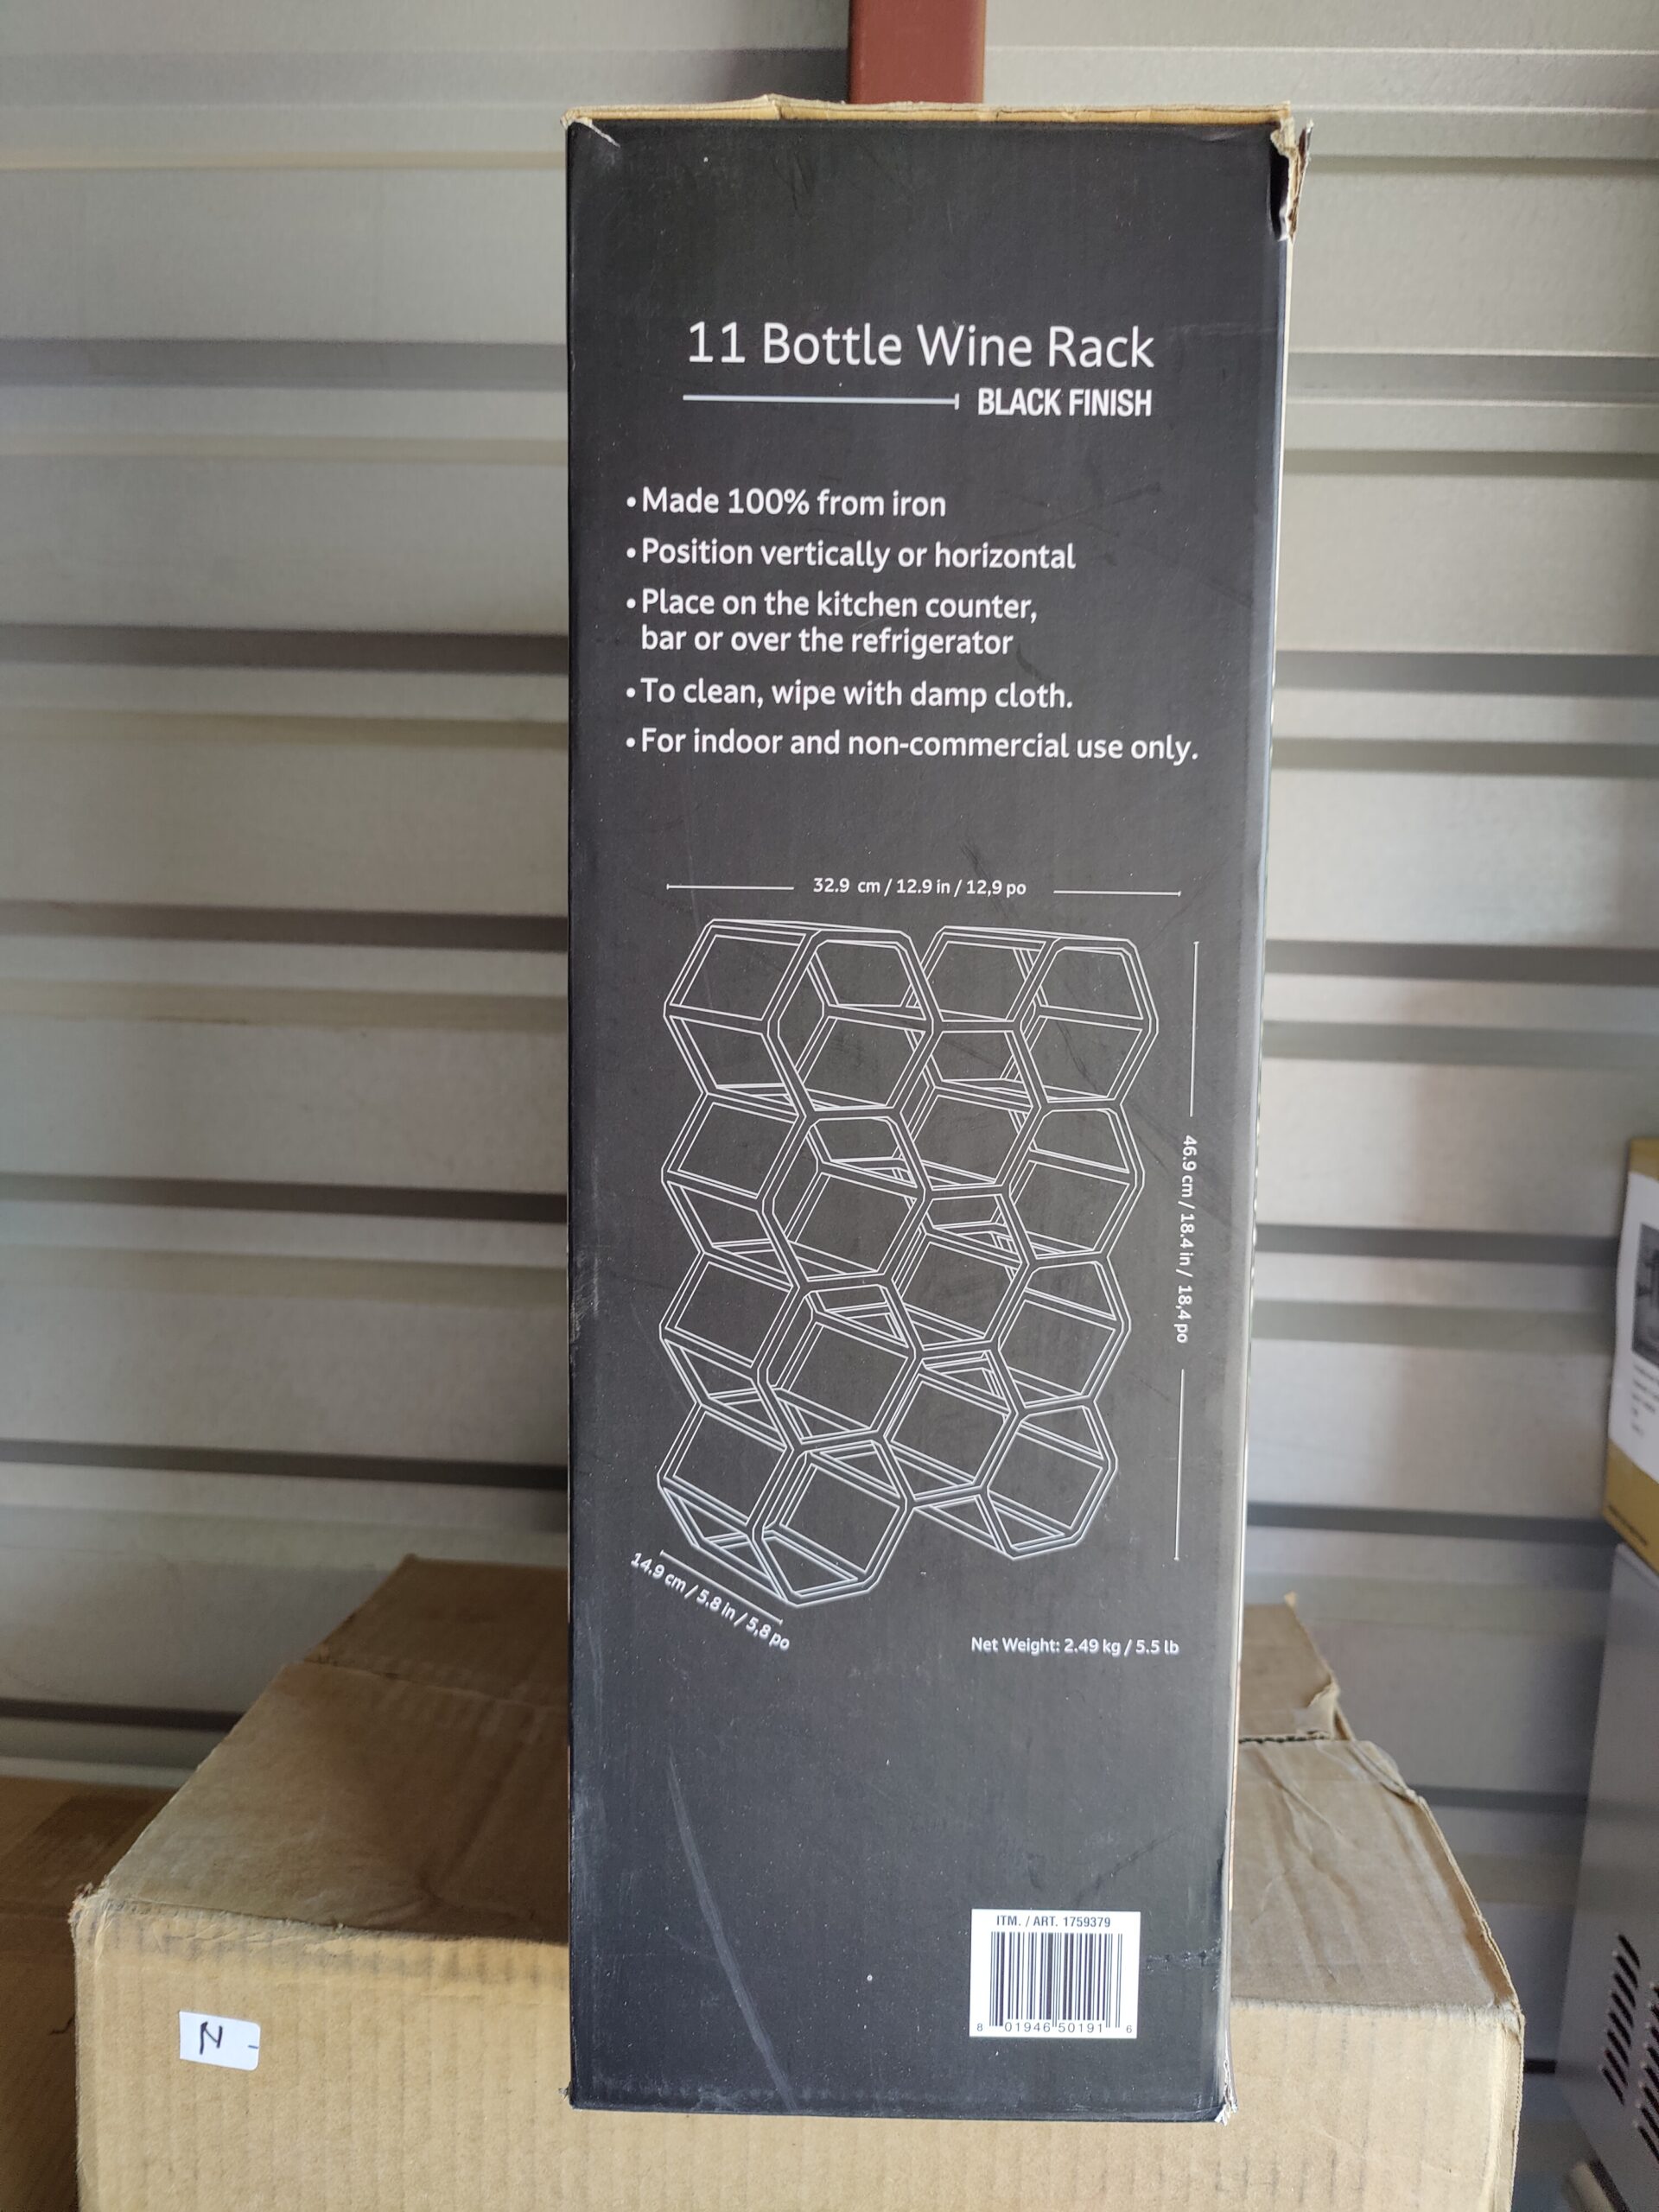 11 Bottle Wine Rack
BLACK FINISH
• Made 100% from iron
• Position vertically or horizontal
• Place on the kitchen counter,
bar or over the refrigerator
• To clean, wipe with damp cloth.
• For indoor and non-commercial use only.
32.9 cm / 12.9 in / 12,9 po
46.9 cm / 18.4 in / 18,4 po
14.9 cm / 5.8 in / 5,8 po
Net Weight: 2.49 kg / 5.5 lb
ITM. / ART. 1759379
8 01946 50191 6
N -